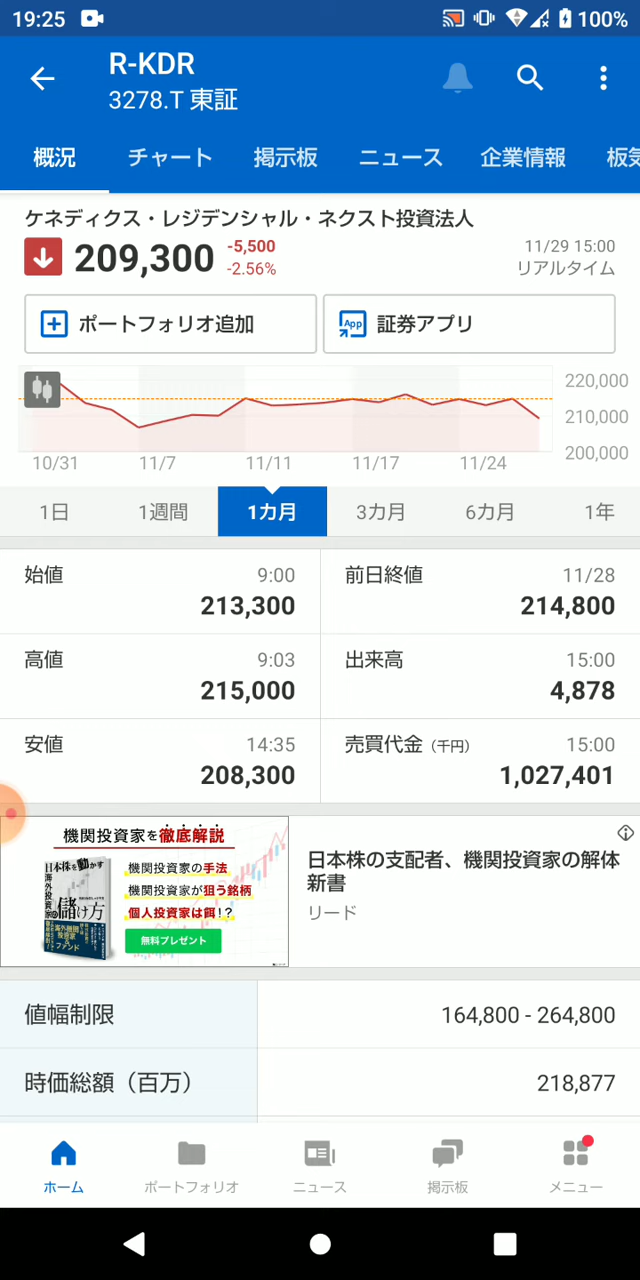 19:25
100%
R-KDR
3278.T 東証
概況 チャート 掲示板 ニュース 企業情報 板気
ケネディクス・レジデンシャル・ネクスト投資法人
209,300
-5,500
-2.56%
11/29 15:00
リアルタイム
ポートフォリオ追加
App 証券アプリ
220,000
210,000
200,000
10/31 11/7 11/11 11/17 11/24
1日 1週間 1カ月 3カ月 6カ月 1年
始値 9:00
213,300
前日終値 11/28
214,800
高値 9:03
215,000
出来高 15:00
4,878
安値 14:35
208,300
売買代金（千円） 15:00
1,027,401
機関投資家を徹底解説
機関投資家の手法
機関投資家が狙う銘柄
個人投資家は餌!?
無料プレゼント
日本株を動かす
儲け方
日本株の支配者、機関投資家の解体
新書
リード
値幅制限 164,800 - 264,800
時価総額（百万） 218,877
ホーム ポートフォリオ ニュース 掲示板 メニュー